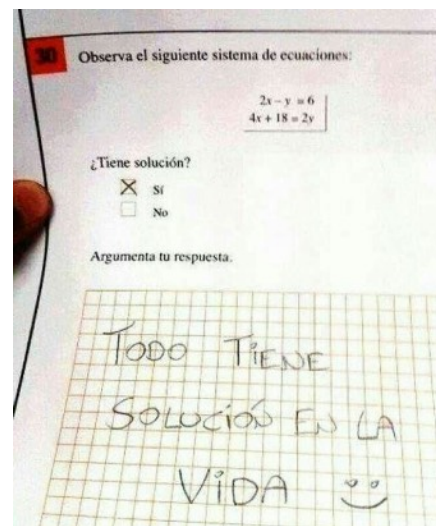 30 Observa el siguiente sistema de ecuaciones:
2x – y = 6
4x + 18 = 2y
¿Tiene solución?
Sí
No
Argumenta tu respuesta.
TODO TIENE
SOLUCIÓN EN LA
VIDA